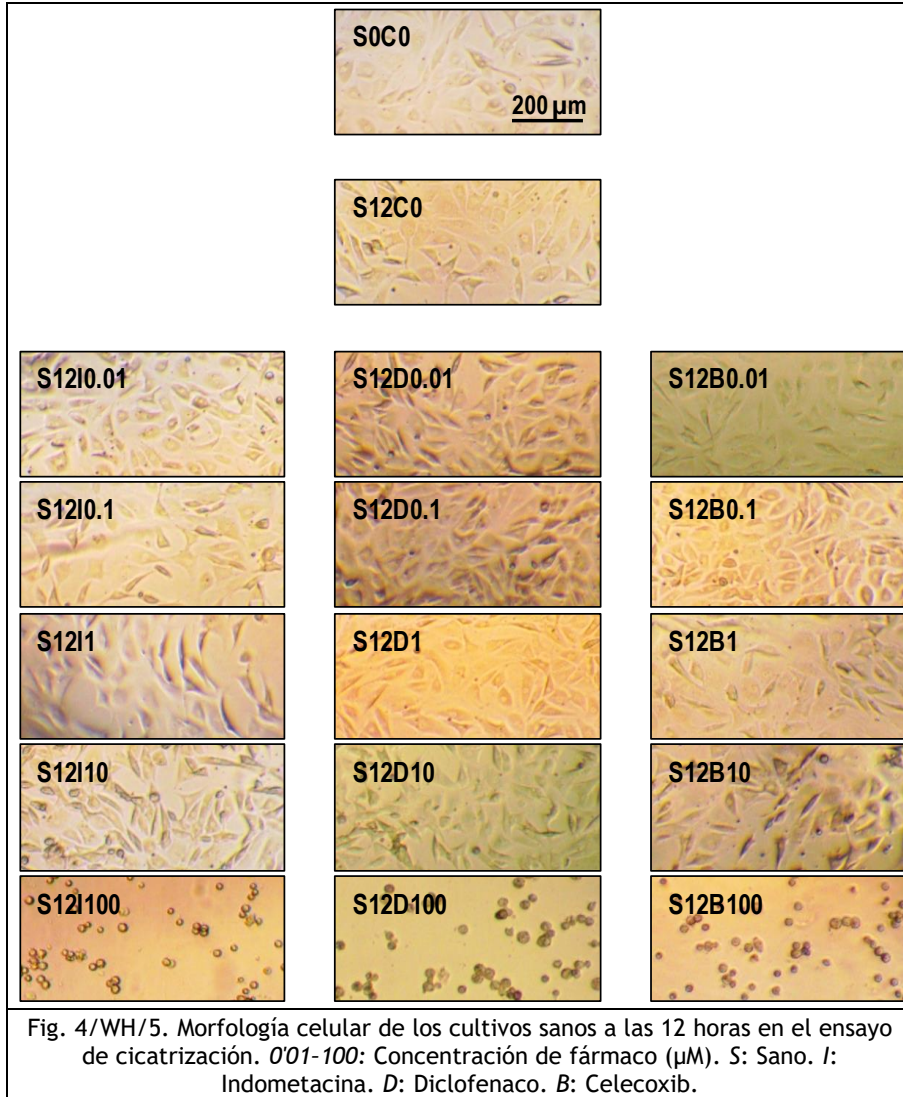 S0C0
200 µm
S12C0
S12I0.01
S12D0.01
S12B0.01
S12I0.1
S12D0.1
S12B0.1
S12I1
S12D1
S12B1
S12I10
S12D10
S12B10
S12I100
S12D100
S12B100
Fig. 4/WH/5. Morfología celular de los cultivos sanos a las 12 horas en el ensayo
de cicatrización. 0'01-100: Concentración de fármaco (µM). S: Sano. I:
Indometacina. D: Diclofenaco. B: Celecoxib.